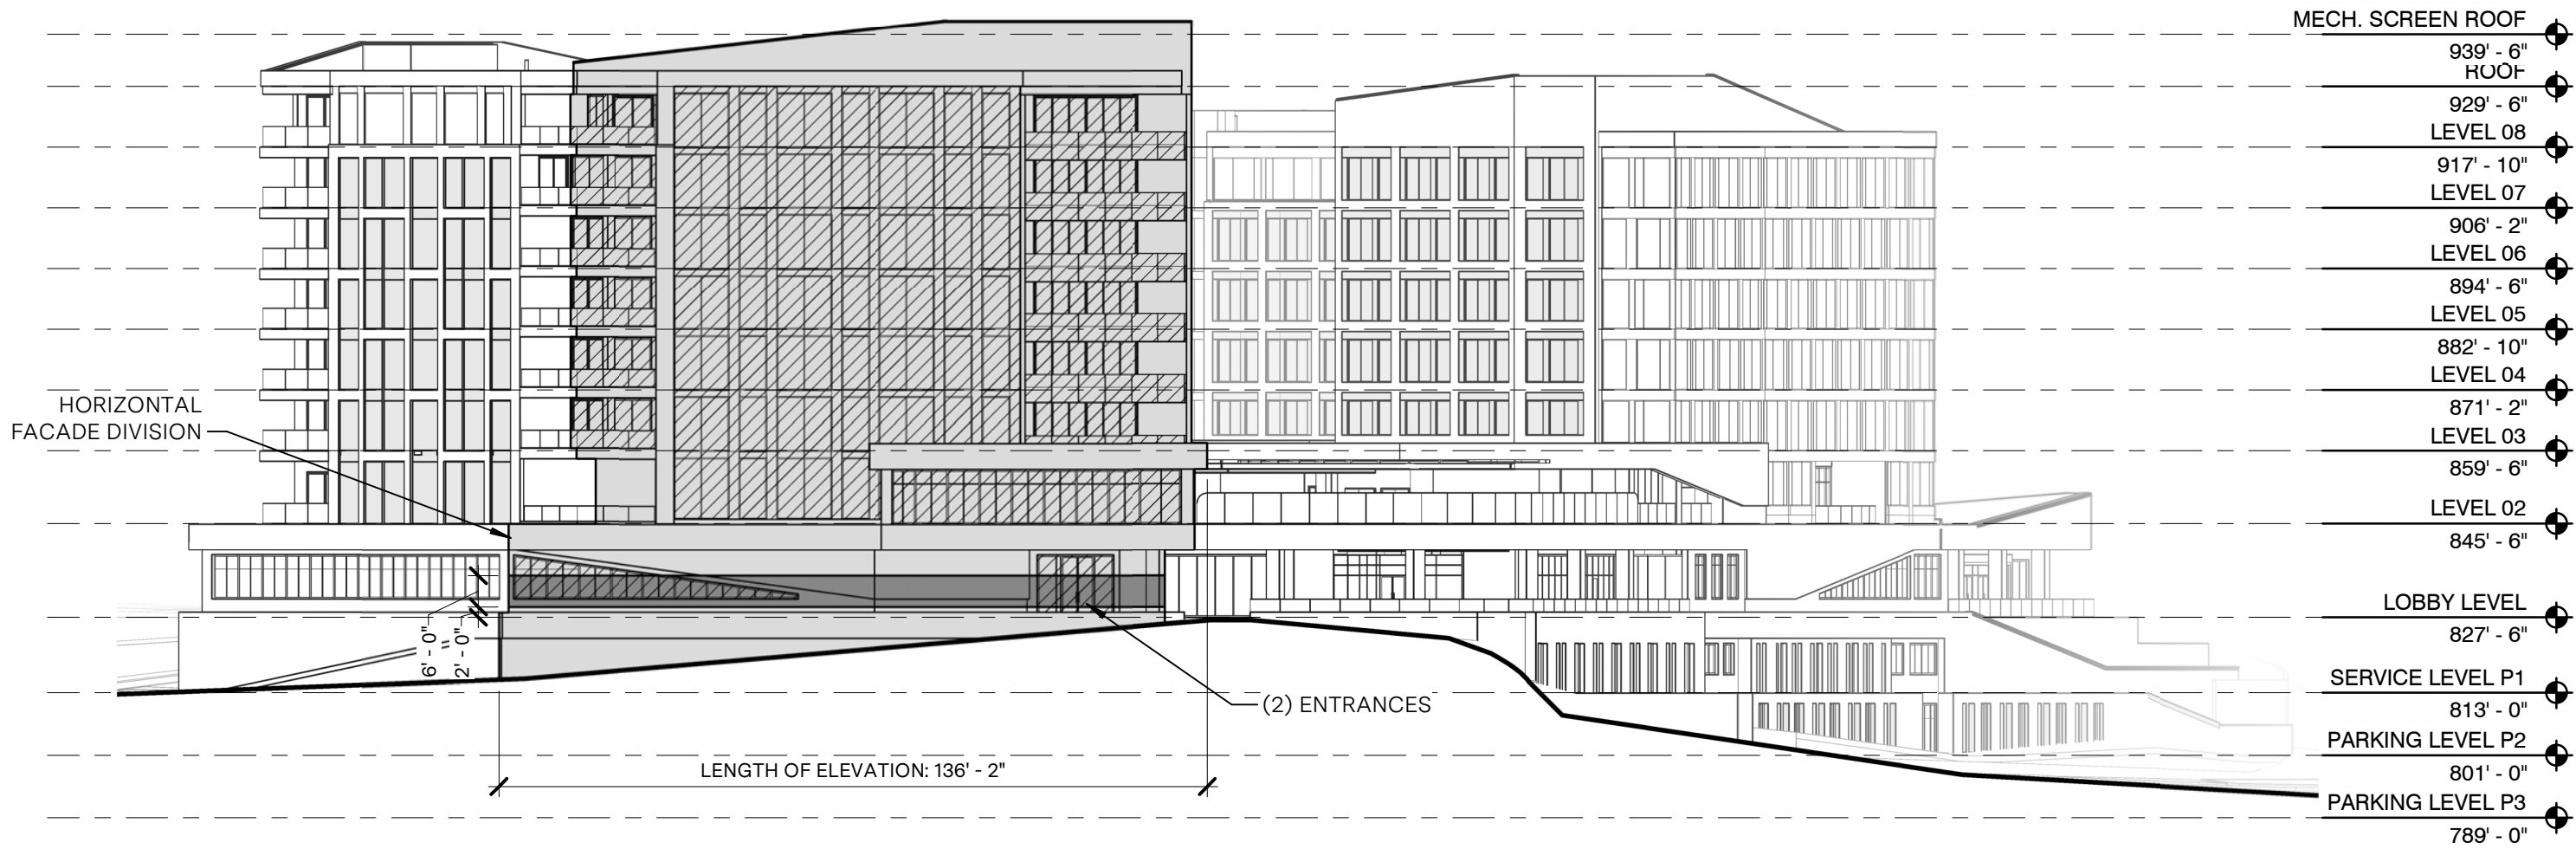 MECH. SCREEN ROOF
939' - 6"
ROOF
929' - 6"
LEVEL 08
917' - 10"
LEVEL 07
906' - 2"
LEVEL 06
894' - 6"
LEVEL 05
882' - 10"
LEVEL 04
871' - 2"
HORIZONTAL
FACADE DIVISION
LEVEL 03
859' - 6"
LEVEL 02
845' - 6"
LOBBY LEVEL
827' - 6"
6' - 0"
2' - 0"
SERVICE LEVEL P1
813' - 0"
(2) ENTRANCES
PARKING LEVEL P2
801' - 0"
LENGTH OF ELEVATION: 136' - 2"
PARKING LEVEL P3
789' - 0"